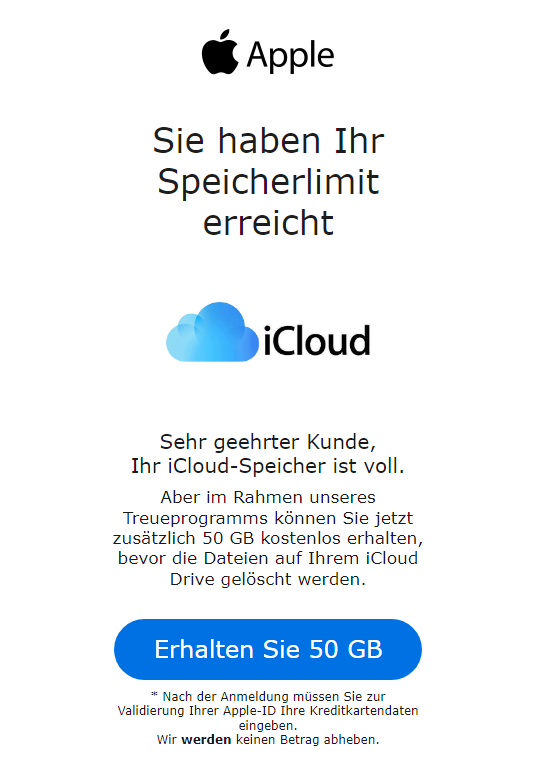 Apple
Sie haben Ihr
Speicherlimit
erreicht
iCloud
Sehr geehrter Kunde,
Ihr iCloud-Speicher ist voll.
Aber im Rahmen unseres
Treueprogramms können Sie jetzt
zusätzlich 50 GB kostenlos erhalten,
bevor die Dateien auf Ihrem iCloud
Drive gelöscht werden.
Erhalten Sie 50 GB
* Nach der Anmeldung müssen Sie zur
Validierung Ihrer Apple-ID Ihre Kreditkartendaten
eingeben.
Wir werden keinen Betrag abheben.